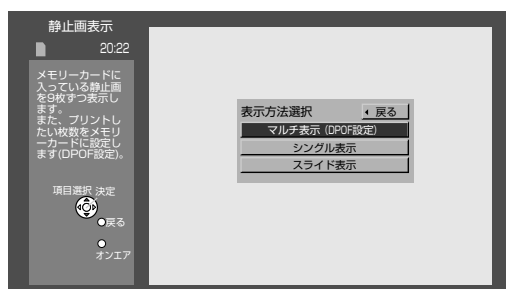 静止画表示
20:22
メモリーカードに
入っている静止画
を9枚ずつ表示し
ます。
また、プリントし
たい枚数をメモリ
ーカードに設定し
ます(DPOF設定)。
項目選択 決定
戻る
オンエア
表示方法選択
戻る
マルチ表示 (DPOF設定)
シングル表示
スライド表示